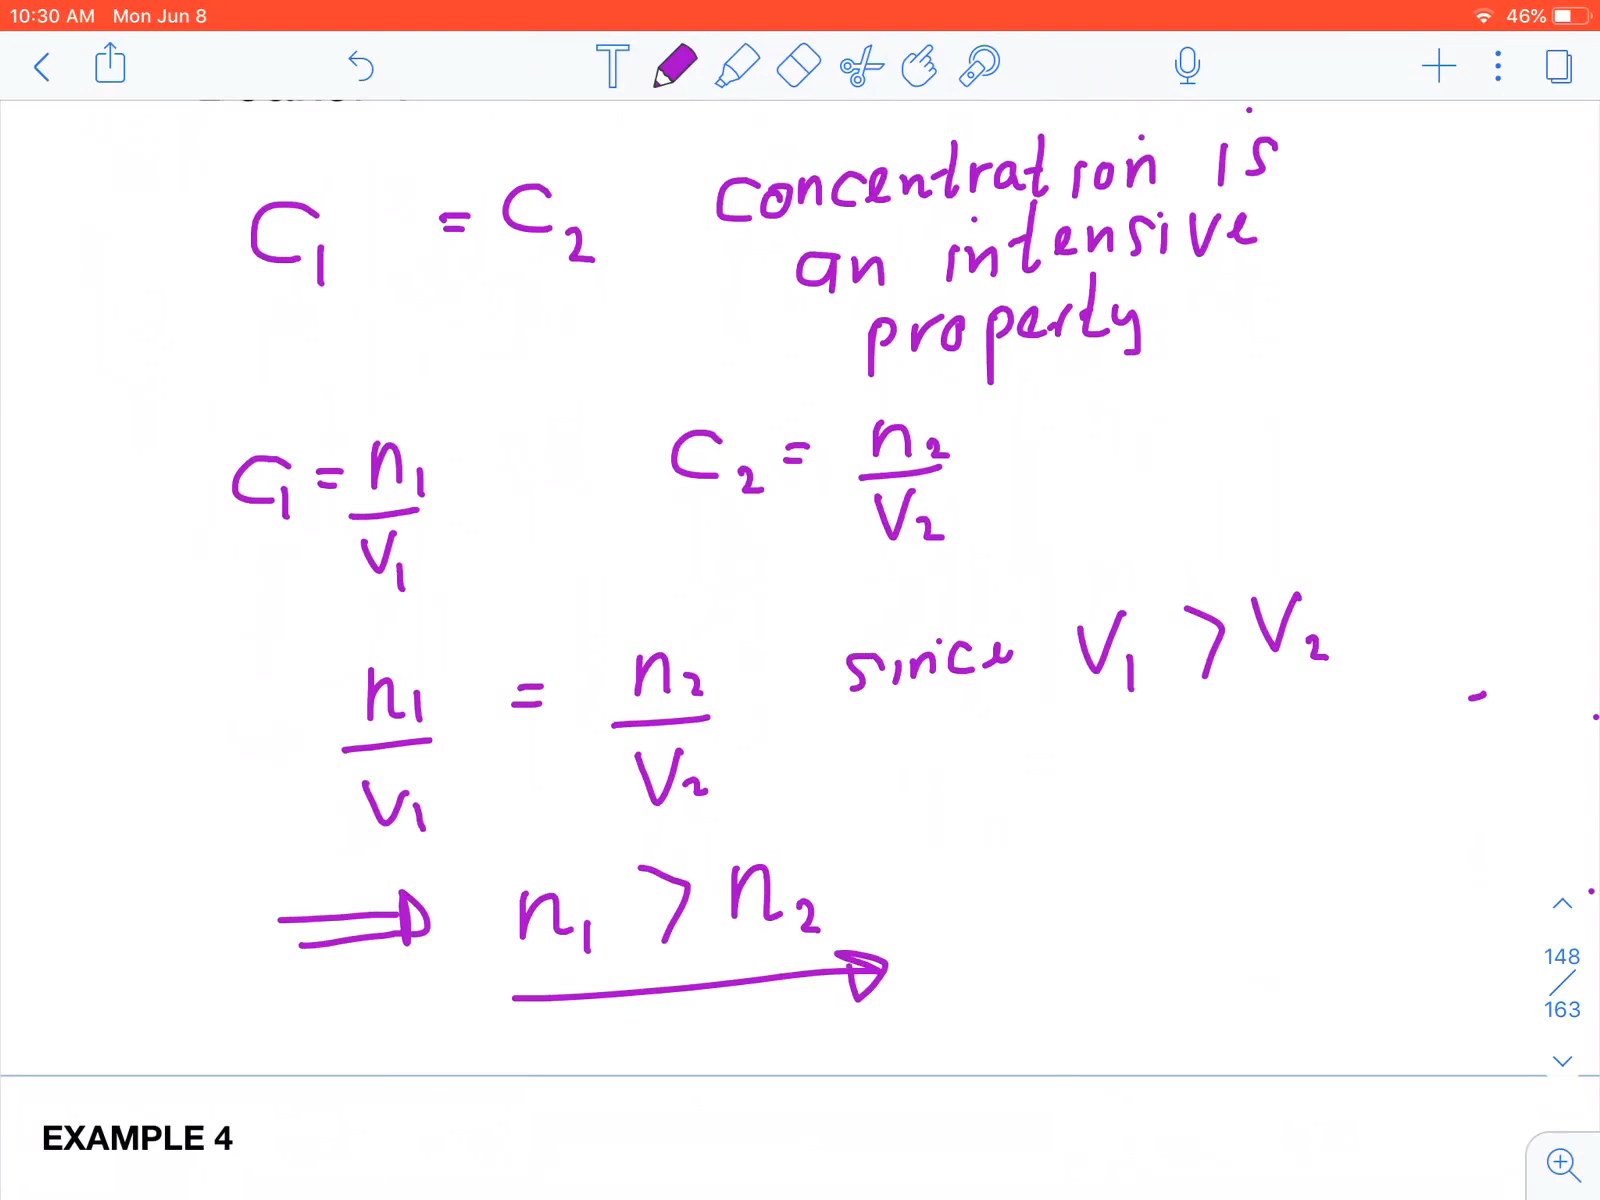 10:30 AM Mon Jun 8 46%
C₁ = C₂ concentration is
an intensive
property
C₁ = n₁/V₁ C₂ = n₂/V₂
n₁/V₁ = n₂/V₂ since V₁ > V₂
⇒ n₁ > n₂
148
163
EXAMPLE 4